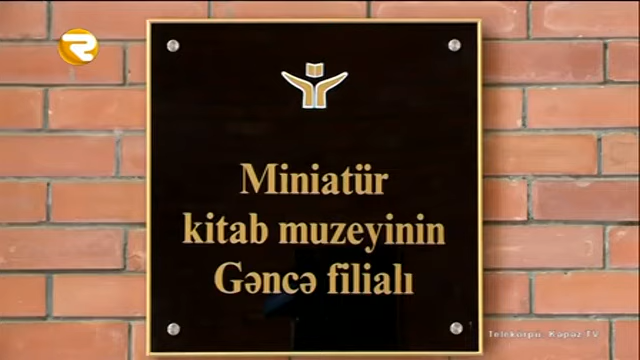 Miniatür
kitab muzeyinin
Gəncə filialı
Telekörpü. Kəpəz TV